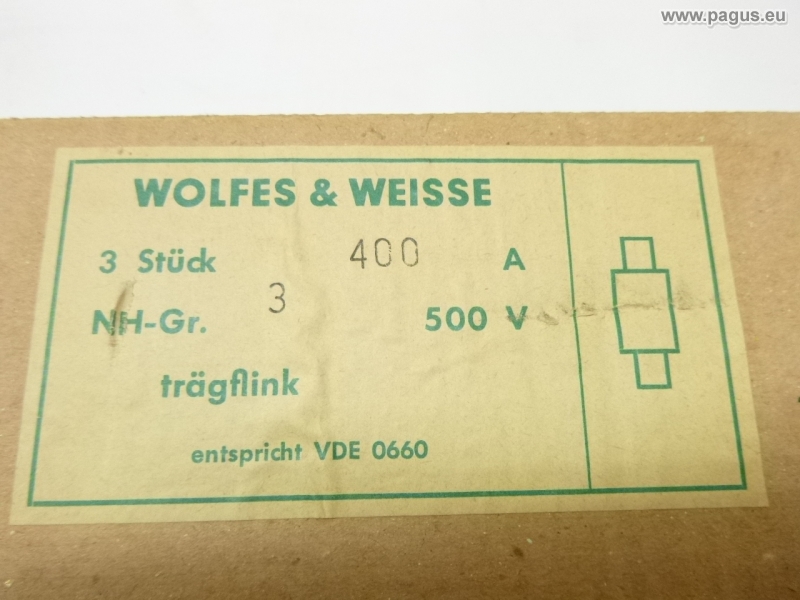 www.pagus.eu
WOLFES & WEISSE
3 Stück 400 A
NH-Gr. 3 500 V
trägflink
entspricht VDE 0660